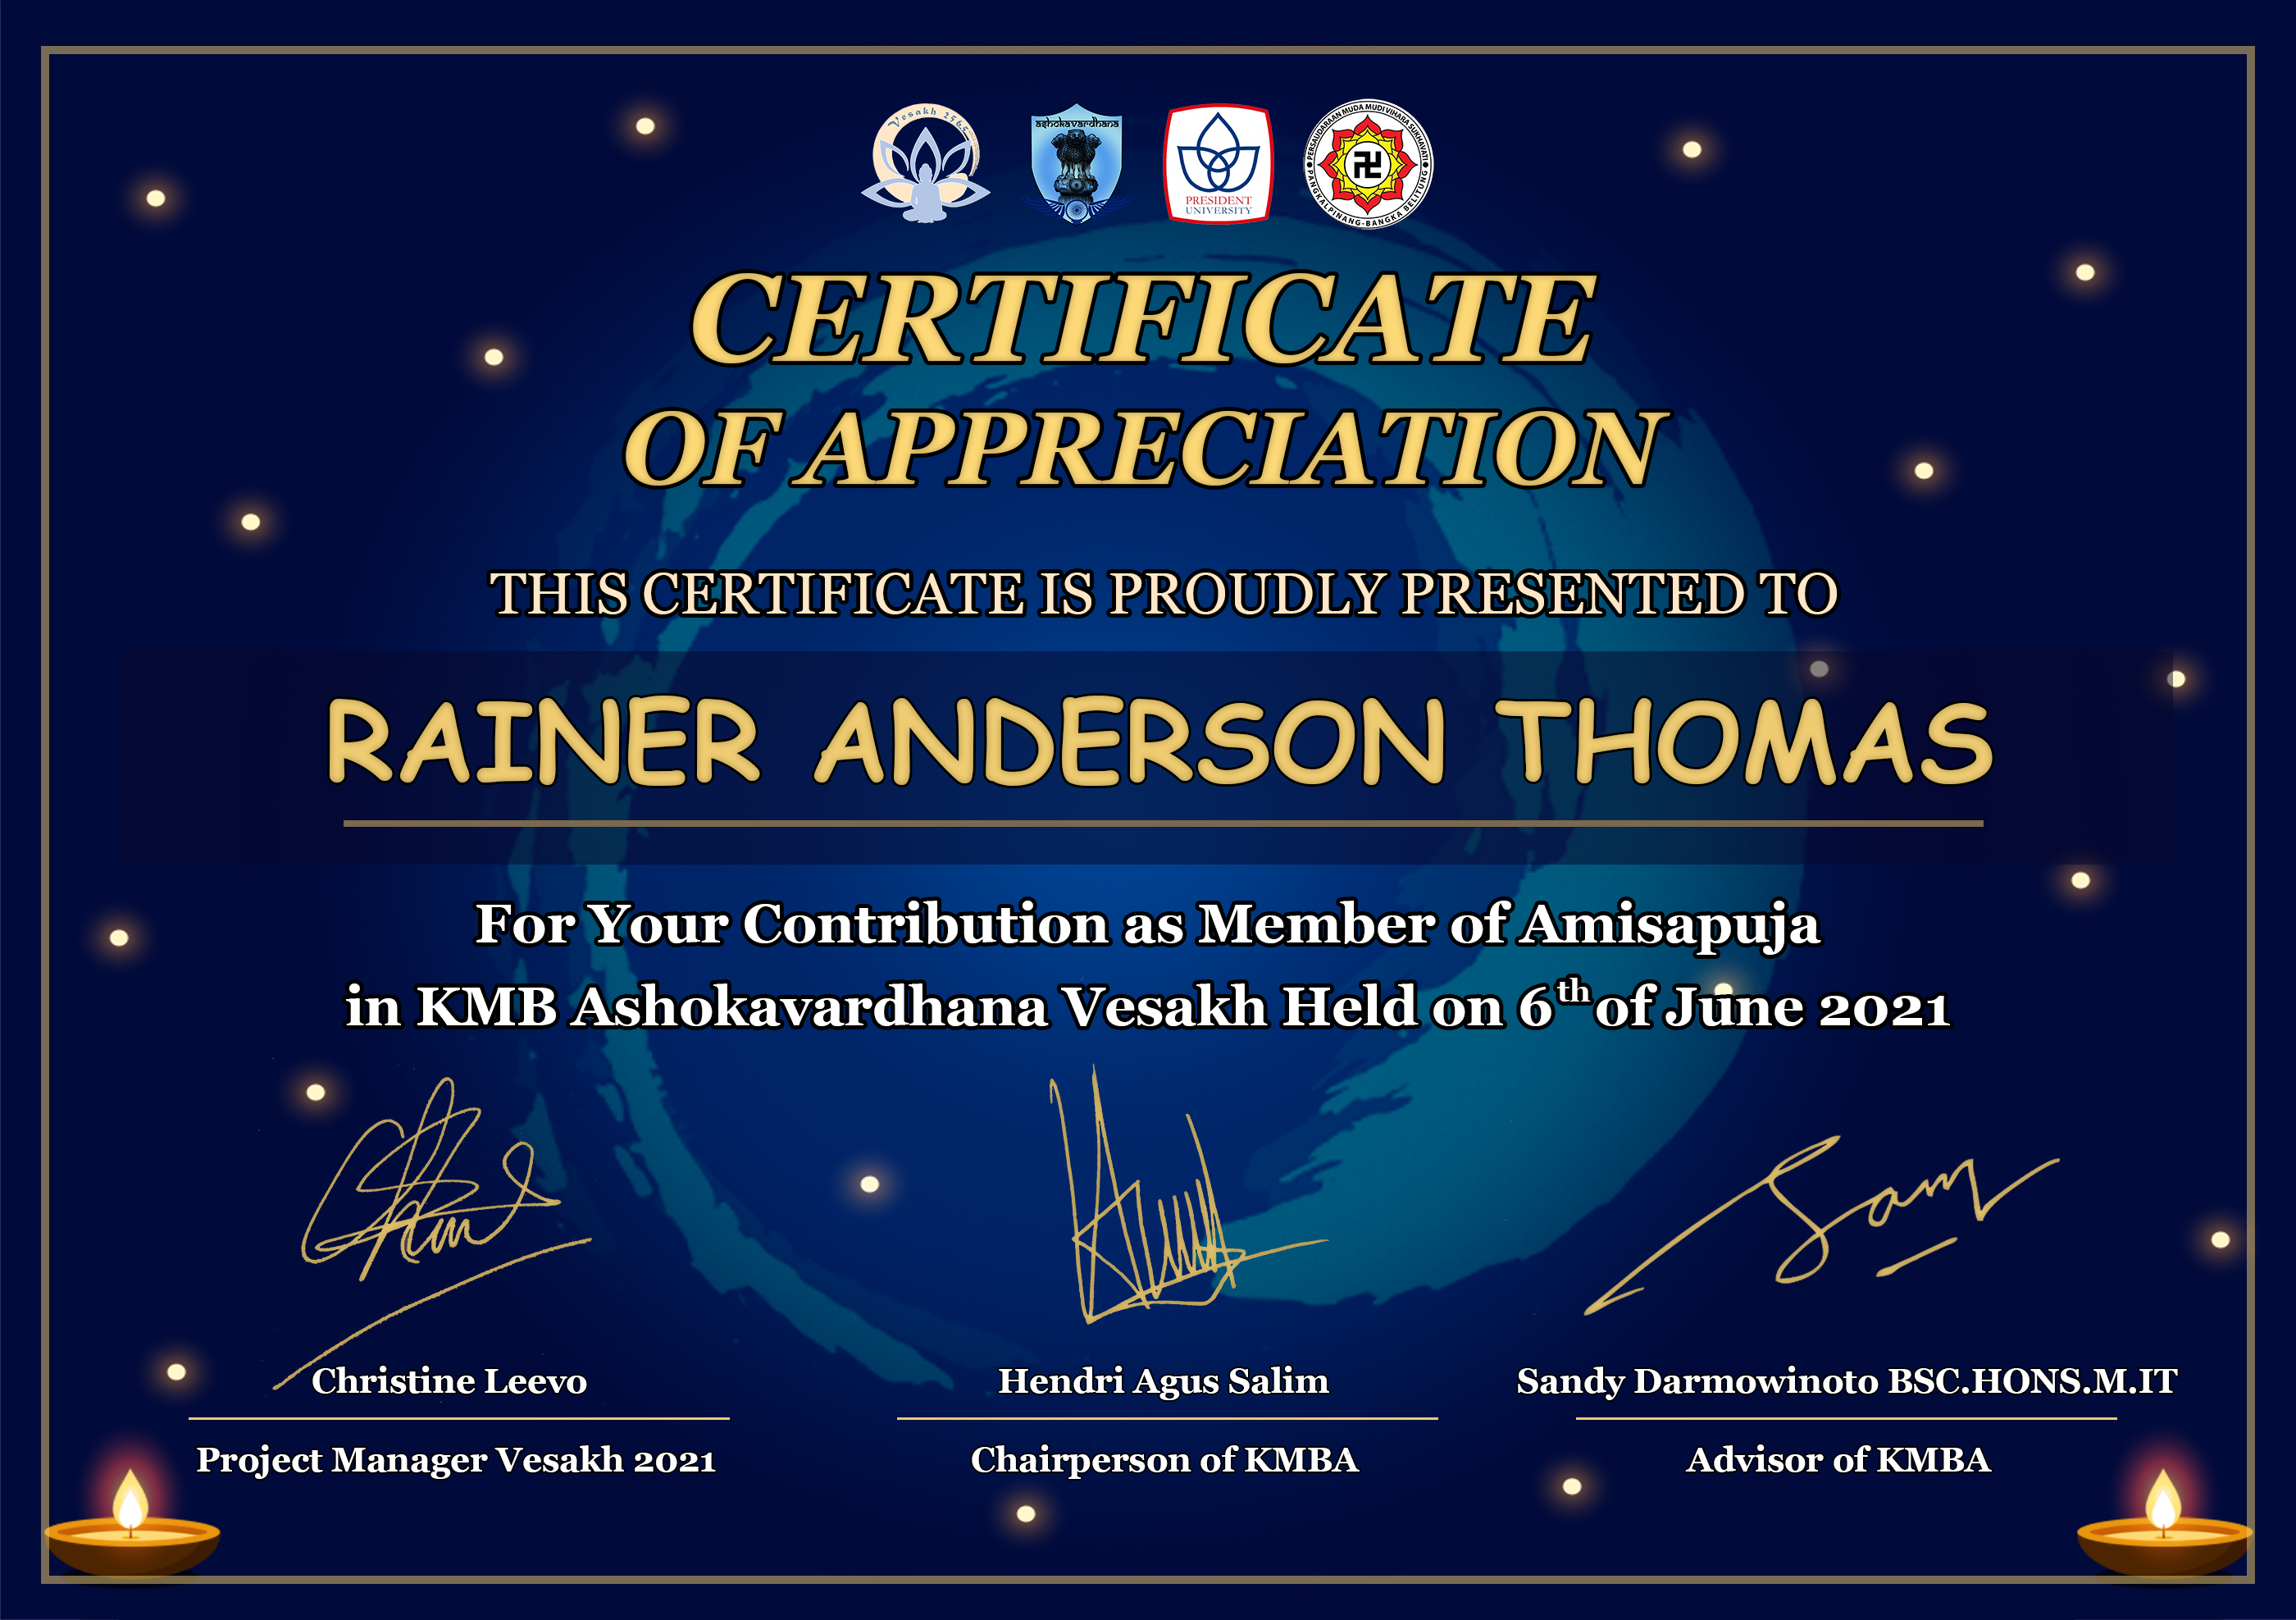 Vesakh 2565
ashokavardhana
PRESIDENT
UNIVERSITY
PERSAUDARAAN MUDA MUDI VIHARA SUKHAVATI
PANGKALPINANG-BANGKA BELITUNG
CERTIFICATE
OF APPRECIATION
THIS CERTIFICATE IS PROUDLY PRESENTED TO
RAINER ANDERSON THOMAS
For Your Contribution as Member of Amisapuja
in KMB Ashokavardhana Vesakh Held on 6th of June 2021
Christine Leevo
Project Manager Vesakh 2021
Hendri Agus Salim
Chairperson of KMBA
Sandy Darmowinoto BSC.HONS.M.IT
Advisor of KMBA